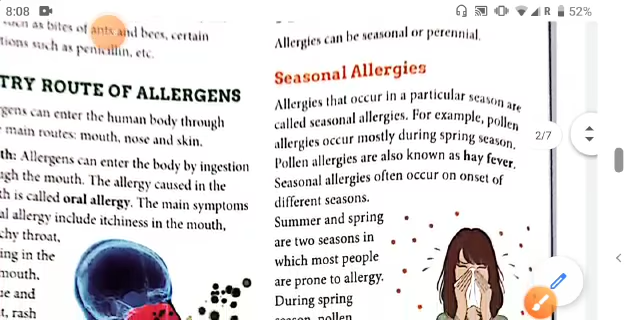 8:08
R
52%
such as bites of ants and bees, certain
tions such as penicillin, etc.
TRY ROUTE OF ALLERGENS
gens can enter the human body through
main routes: mouth, nose and skin.
th: Allergens can enter the body by ingestion
ugh the mouth. The allergy caused in the
th is called oral allergy. The main symptoms
al allergy include itchiness in the mouth,
chy throat,
ing in the
mouth.
ue and
t, rash
Allergies can be seasonal or perennial.
Seasonal Allergies
Allergies that occur in a particular season are
called seasonal allergies. For example, pollen
allergies occur mostly during spring season.
Pollen allergies are also known as hay fever.
Seasonal allergies often occur on onset of
different seasons.
Summer and spring
are two seasons in
which most people
are prone to allergy.
During spring
season, pollen
2/7